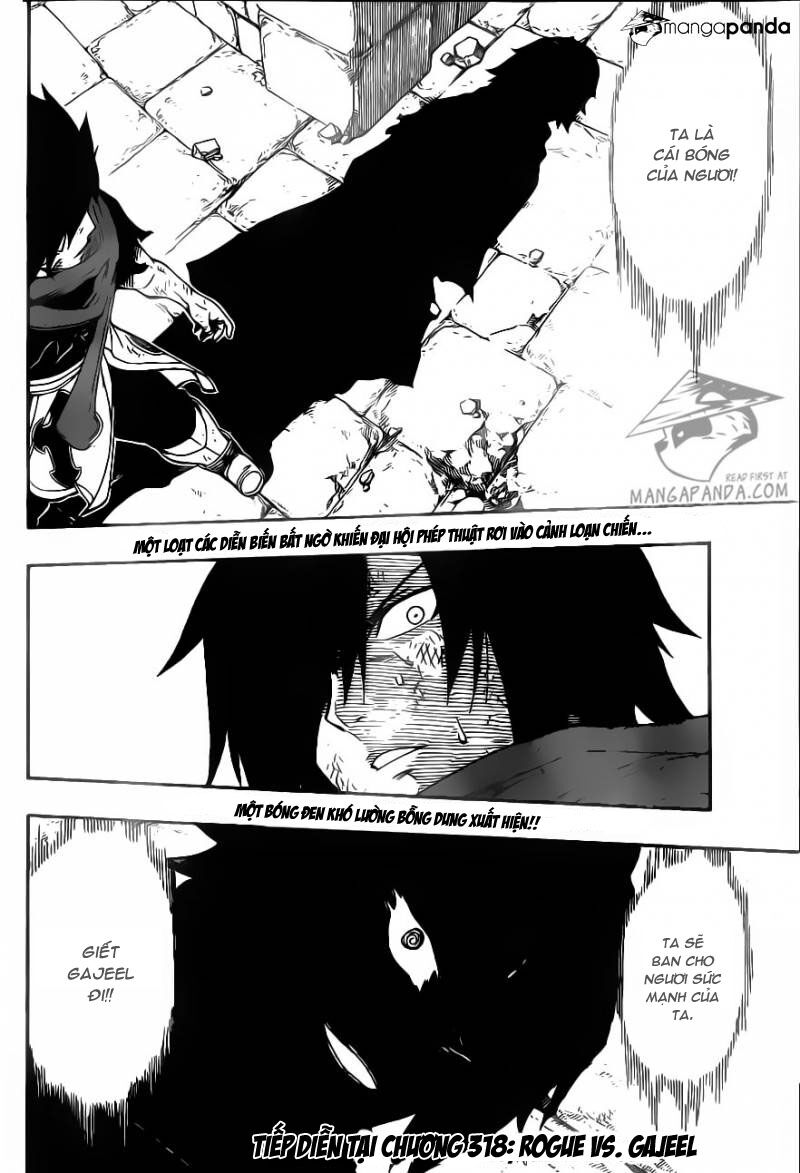 mangapanda
TA LÀ
CÁI BÓNG
CỦA NGƯƠI!
READ FIRST AT
MANGAPANDA.COM
MỘT LOẠT CÁC DIỄN BIẾN BẤT NGỜ KHIẾN ĐẠI HỘI PHÉP THUẬT RƠI VÀO CẢNH LOẠN CHIẾN...
MỘT BÓNG ĐEN KHÓ LƯỜNG BỖNG DƯNG XUẤT HIỆN!!
TA SẼ
BAN CHO
NGƯƠI SỨC
MẠNH CỦA
TA.
GIẾT
GAJEEL
ĐI!!
TIẾP DIỄN TẠI CHƯƠNG 318: ROGUE VS. GAJEEL